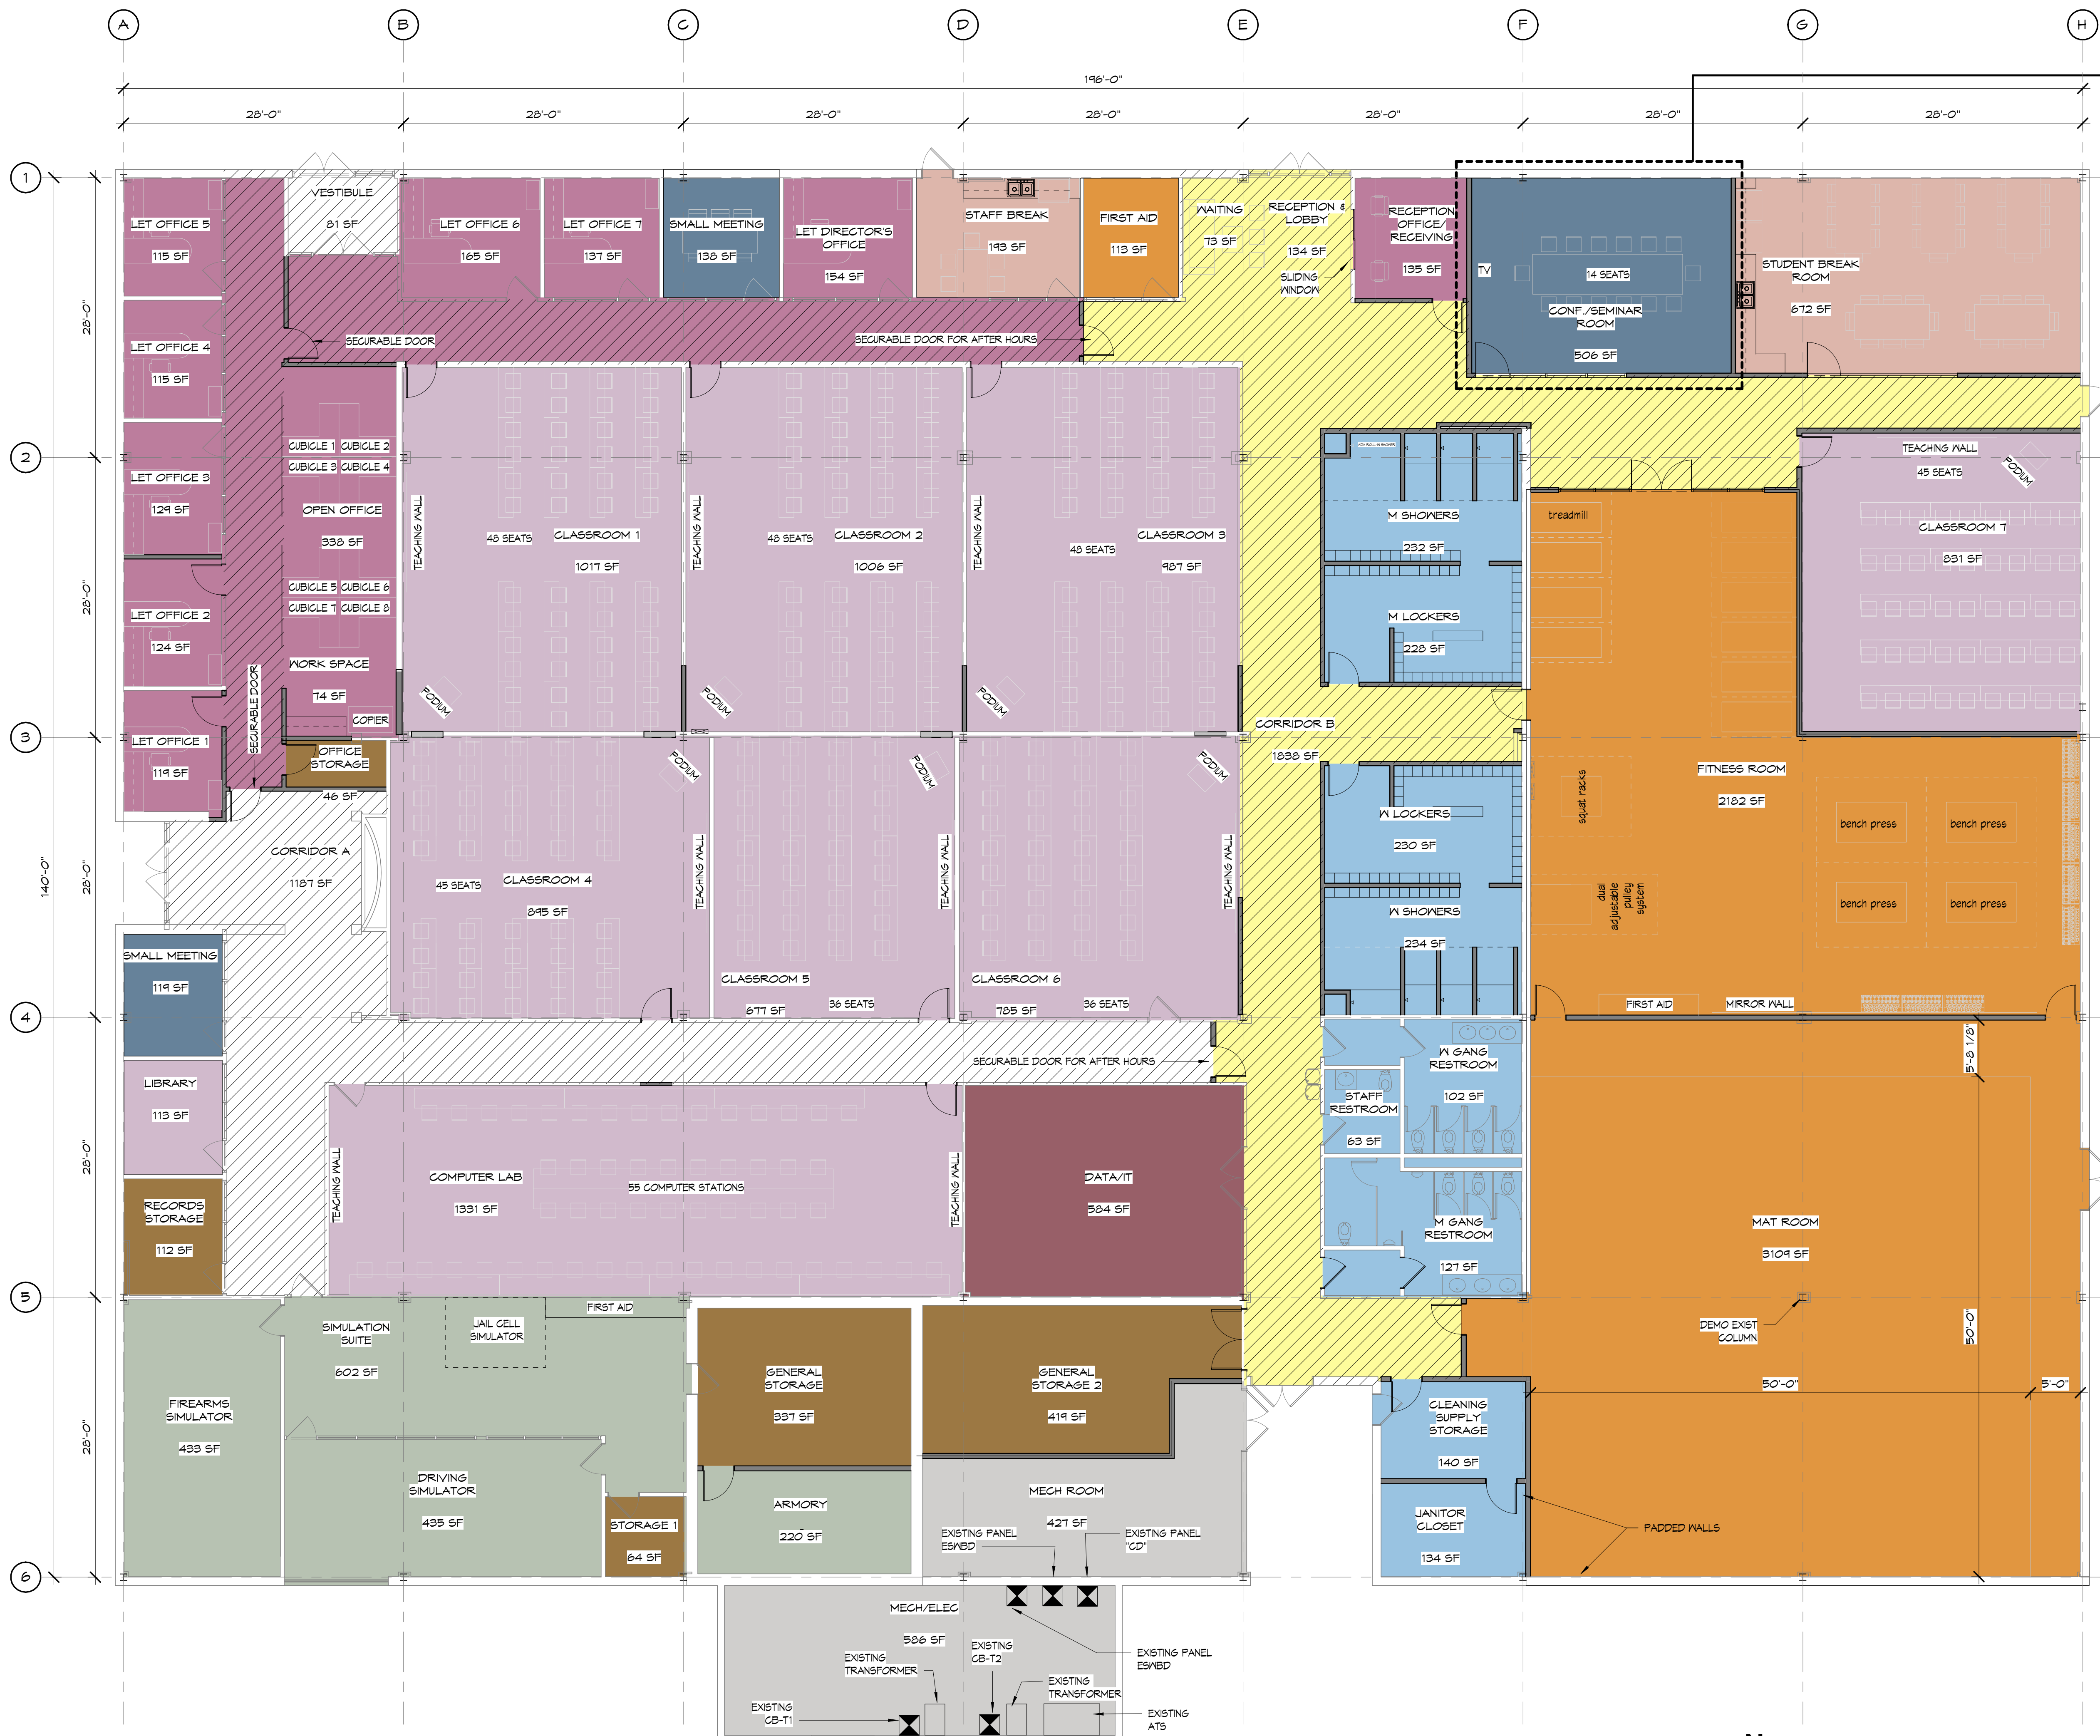 A
B
C
D
E
F
G
H
196'-0"
28'-0"
28'-0"
28'-0"
28'-0"
28'-0"
28'-0"
28'-0"
1
2
3
4
5
6
140'-0"
28'-0"
28'-0"
28'-0"
28'-0"
28'-0"
LET OFFICE 5
115 SF
VESTIBULE
81 SF
LET OFFICE 6
165 SF
LET OFFICE 7
137 SF
SMALL MEETING
138 SF
LET DIRECTOR'S
OFFICE
154 SF
STAFF BREAK
193 SF
FIRST AID
113 SF
WAITING
73 SF
RECEPTION &
LOBBY
134 SF
SLIDING
WINDOW
RECEPTION
OFFICE/
RECEIVING
135 SF
TV
14 SEATS
CONF./SEMINAR
ROOM
506 SF
STUDENT BREAK
ROOM
672 SF
LET OFFICE 4
115 SF
SECURABLE DOOR
SECURABLE DOOR FOR AFTER HOURS
LET OFFICE 3
129 SF
CUBICLE 1
CUBICLE 2
CUBICLE 3
CUBICLE 4
OPEN OFFICE
338 SF
CUBICLE 5
CUBICLE 6
CUBICLE 7
CUBICLE 8
LET OFFICE 2
124 SF
WORK SPACE
74 SF
COPIER
SECURABLE DOOR
LET OFFICE 1
119 SF
OFFICE
STORAGE
46 SF
TEACHING WALL
48 SEATS
CLASSROOM 1
1017 SF
PODIUM
TEACHING WALL
48 SEATS
CLASSROOM 2
1006 SF
PODIUM
TEACHING WALL
48 SEATS
CLASSROOM 3
987 SF
PODIUM
ADA ROLL-IN SHOWER
M SHOWERS
232 SF
M LOCKERS
228 SF
CORRIDOR B
1838 SF
W LOCKERS
230 SF
W SHOWERS
234 SF
TEACHING WALL
45 SEATS
PODIUM
CLASSROOM 7
831 SF
treadmill
FITNESS ROOM
2182 SF
squat racks
bench press
bench press
dual
adjustable
pulley
system
bench press
bench press
FIRST AID
MIRROR WALL
CORRIDOR A
1187 SF
PODIUM
45 SEATS
CLASSROOM 4
895 SF
TEACHING WALL
PODIUM
TEACHING WALL
CLASSROOM 5
677 SF
36 SEATS
PODIUM
TEACHING WALL
CLASSROOM 6
785 SF
36 SEATS
SMALL MEETING
119 SF
SECURABLE DOOR FOR AFTER HOURS
LIBRARY
113 SF
RECORDS
STORAGE
112 SF
TEACHING WALL
COMPUTER LAB
1331 SF
55 COMPUTER STATIONS
TEACHING WALL
DATA/IT
584 SF
W GANG
RESTROOM
102 SF
STAFF
RESTROOM
63 SF
M GANG
RESTROOM
127 SF
5'-8 1/8"
MAT ROOM
3109 SF
DEMO EXIST
COLUMN
50'-0"
50'-0"
5'-0"
FIREARMS
SIMULATOR
433 SF
SIMULATION
SUITE
602 SF
JAIL CELL
SIMULATOR
FIRST AID
DRIVING
SIMULATOR
435 SF
STORAGE 1
64 SF
GENERAL
STORAGE
337 SF
ARMORY
220 SF
GENERAL
STORAGE 2
419 SF
MECH ROOM
427 SF
EXISTING PANEL
ESWBD
EXISTING PANEL
"CD"
CLEANING
SUPPLY
STORAGE
140 SF
JANITOR
CLOSET
134 SF
PADDED WALLS
MECH/ELEC
586 SF
EXISTING PANEL
ESWBD
EXISTING
TRANSFORMER
EXISTING
CB-T2
EXISTING
TRANSFORMER
EXISTING
CB-T1
EXISTING
ATS